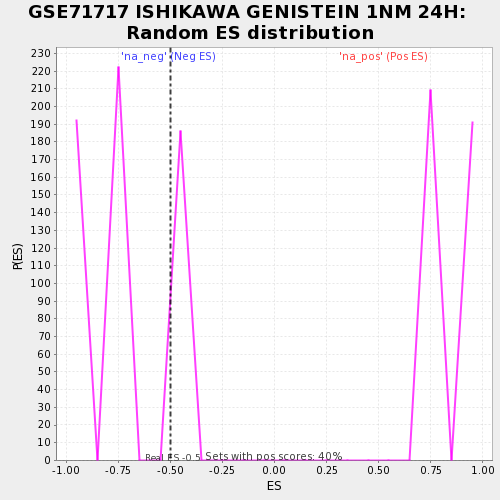 GSE71717 ISHIKAWA GENISTEIN 1NM 24H:
Random ES distribution
'na_neg' (Neg ES)
'na_pos' (Pos ES)
230
220
210
200
190
180
170
160
150
140
130
120
110
100
90
80
70
60
50
40
30
20
10
0
P(ES)
Real ES -0.5
Sets with pos scores: 40%
-1.00 -0.75 -0.50 -0.25 0.00 0.25 0.50 0.75 1.00
ES